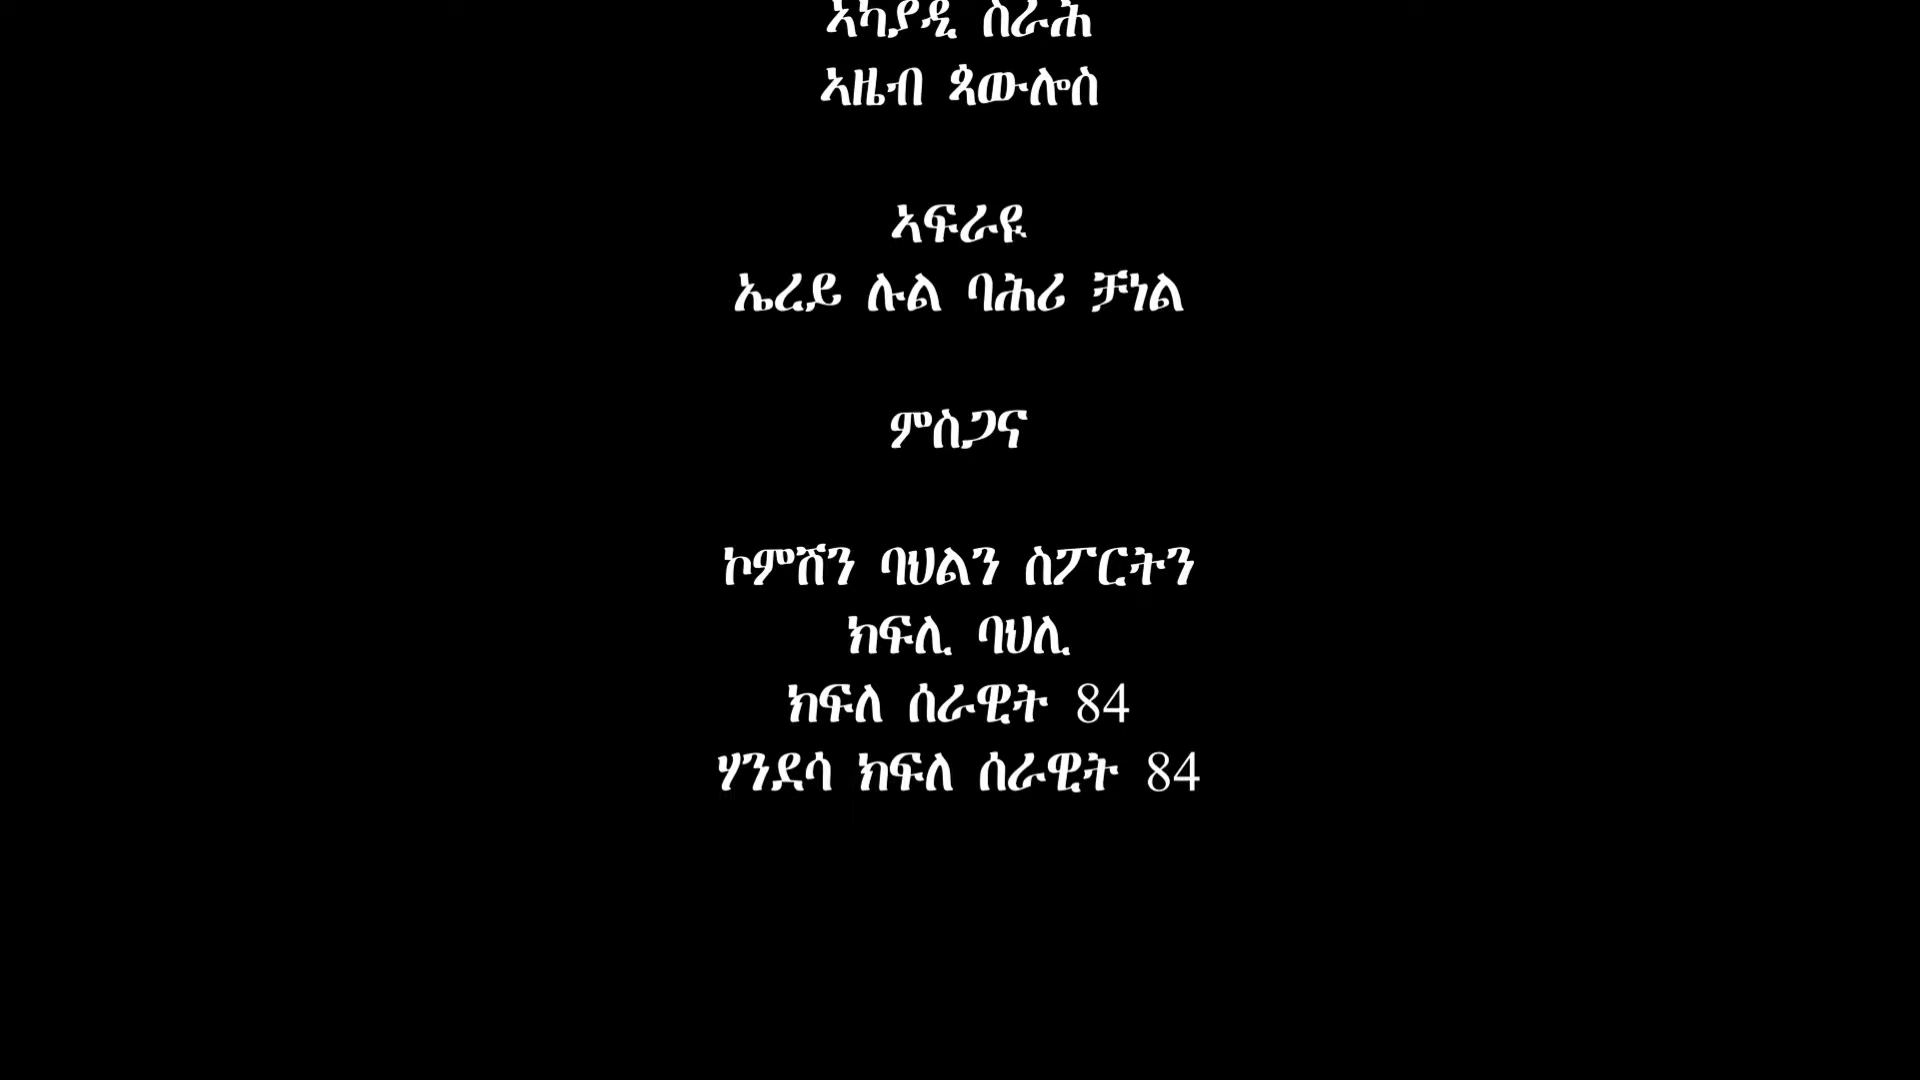 ኣካያዲ ስራሕ
ኣዜብ ጳውሎስ
ኣፍራዪ
ኤረይ ሉል ባሕሪ ቻነል
ምስጋና
ኮምሽን ባህልን ስፖርትን
ክፍሊ ባህሊ
ክፍለ ሰራዊት 84
ሃንደሳ ክፍለ ሰራዊት 84